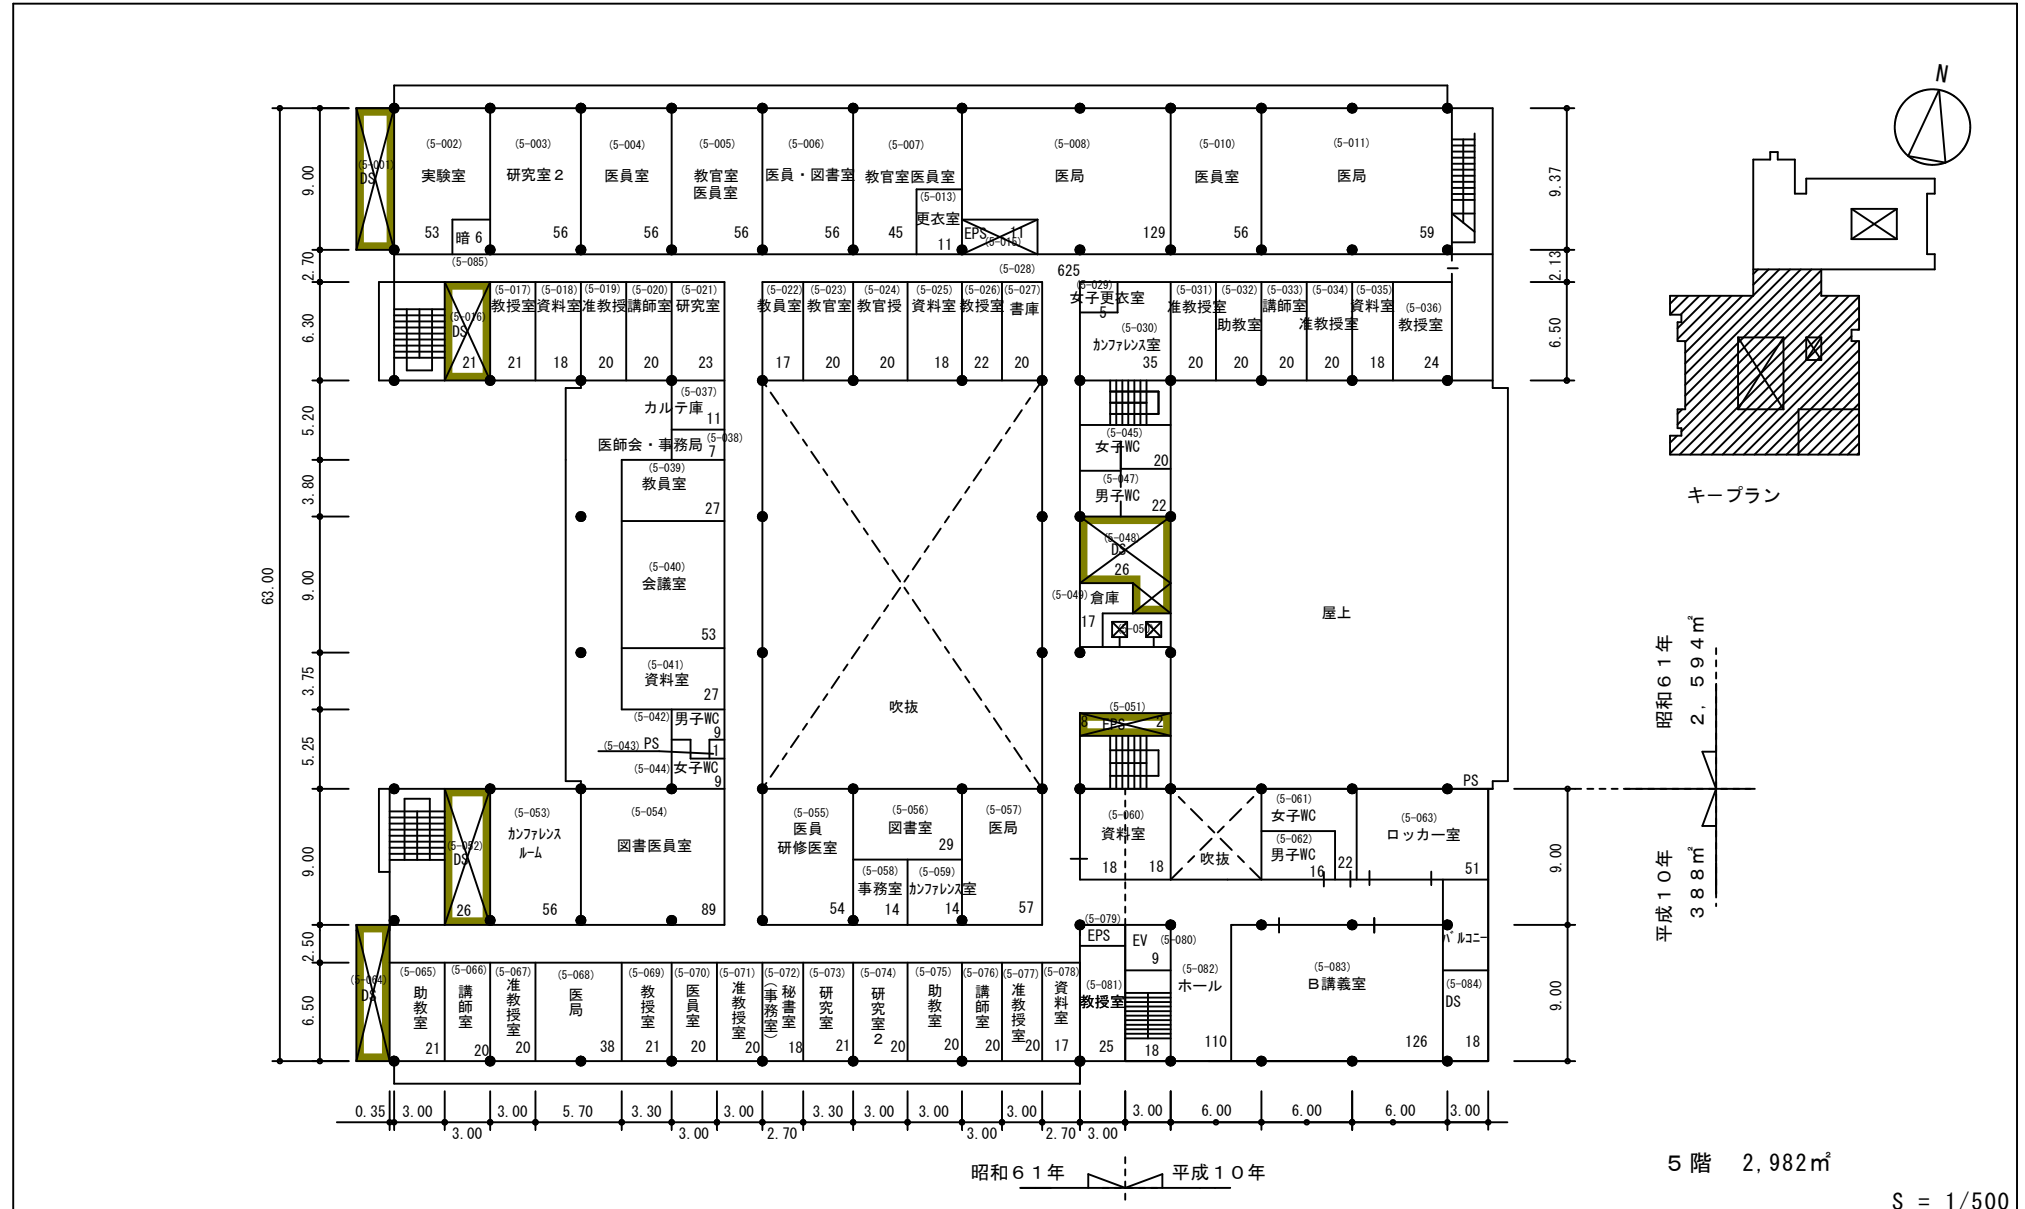 N
キープラン
(5-001)
DS
(5-002)
実験室
53
暗 6
(5-085)
(5-003)
研究室２
56
(5-004)
医員室
56
(5-005)
教官室
医員室
56
(5-006)
医員・図書室
56
(5-007)
教官室医員室
45
(5-013)
更衣室
11
EPS
11
(5-008)
医局
129
(5-010)
医員室
56
(5-011)
医局
59
(5-028)
625
(5-016)
DS
21
(5-017)
教授室
21
(5-018)
資料室
18
(5-019)
准教授
20
(5-020)
講師室
20
(5-021)
研究室
23
(5-022)
教員室
17
(5-023)
教官室
20
(5-024)
教官授
20
(5-025)
資料室
18
(5-026)
教授室
22
(5-027)
書庫
20
(5-029)
女子更衣室
5
(5-030)
ｶﾝﾌｧﾚﾝｽ室
35
(5-031)
准教授室
20
(5-032)
助教室
20
(5-033)
講師室
20
(5-034)
准教授室
20
(5-035)
資料室
18
(5-036)
教授室
24
(5-037)
カルテ庫
11
(5-038)
医師会・事務局
7
(5-039)
教員室
27
(5-040)
会議室
53
(5-041)
資料室
27
(5-042)
男子WC
9
(5-043) PS
1
(5-044)
女子WC
9
吹抜
(5-045)
女子WC
20
(5-047)
男子WC
22
(5-048)
DS
26
(5-049)
倉庫
17
(5-051)
8
EPS
2
屋上
PS
(5-052)
DS
26
(5-053)
ｶﾝﾌｧﾚﾝｽ
ﾙｰﾑ
56
(5-054)
図書医員室
89
(5-055)
医員
研修医室
54
(5-056)
図書室
29
(5-057)
医局
57
(5-058)
事務室
14
(5-059)
ｶﾝﾌｧﾚﾝｽ室
14
(5-060)
資料室
18
18
吹抜
(5-061)
女子WC
22
(5-062)
男子WC
16
(5-063)
ロッカー室
51
(5-064)
DS
(5-065)
助教室
21
(5-066)
講師室
20
(5-067)
准教授室
20
(5-068)
医局
38
(5-069)
教授室
21
(5-070)
医員室
20
(5-071)
准教授室
20
(5-072)
秘書室
(事務室)
18
(5-073)
研究室
21
(5-074)
研究室２
20
(5-075)
助教室
20
(5-076)
講師室
20
(5-077)
准教授室
20
(5-078)
資料室
17
(5-079)
EPS
(5-080)
EV
9
(5-081)
教授室
25
18
(5-082)
ホール
110
(5-083)
Ｂ講義室
126
ﾊﾞﾙｺﾆｰ
(5-084)
DS
18
63.00
9.00
2.70
6.30
5.20
3.80
9.00
3.75
5.25
9.00
2.50
6.50
9.37
2.13
6.50
9.00
9.00
昭和６１年
２，５９４㎡
平成１０年
３８８㎡
0.35
3.00
3.00
3.00
5.70
3.30
3.00
3.00
2.70
3.30
3.00
3.00
3.00
3.00
2.70
3.00
3.00
6.00
6.00
6.00
3.00
昭和６１年
平成１０年
５階 2,982㎡
S = 1/500